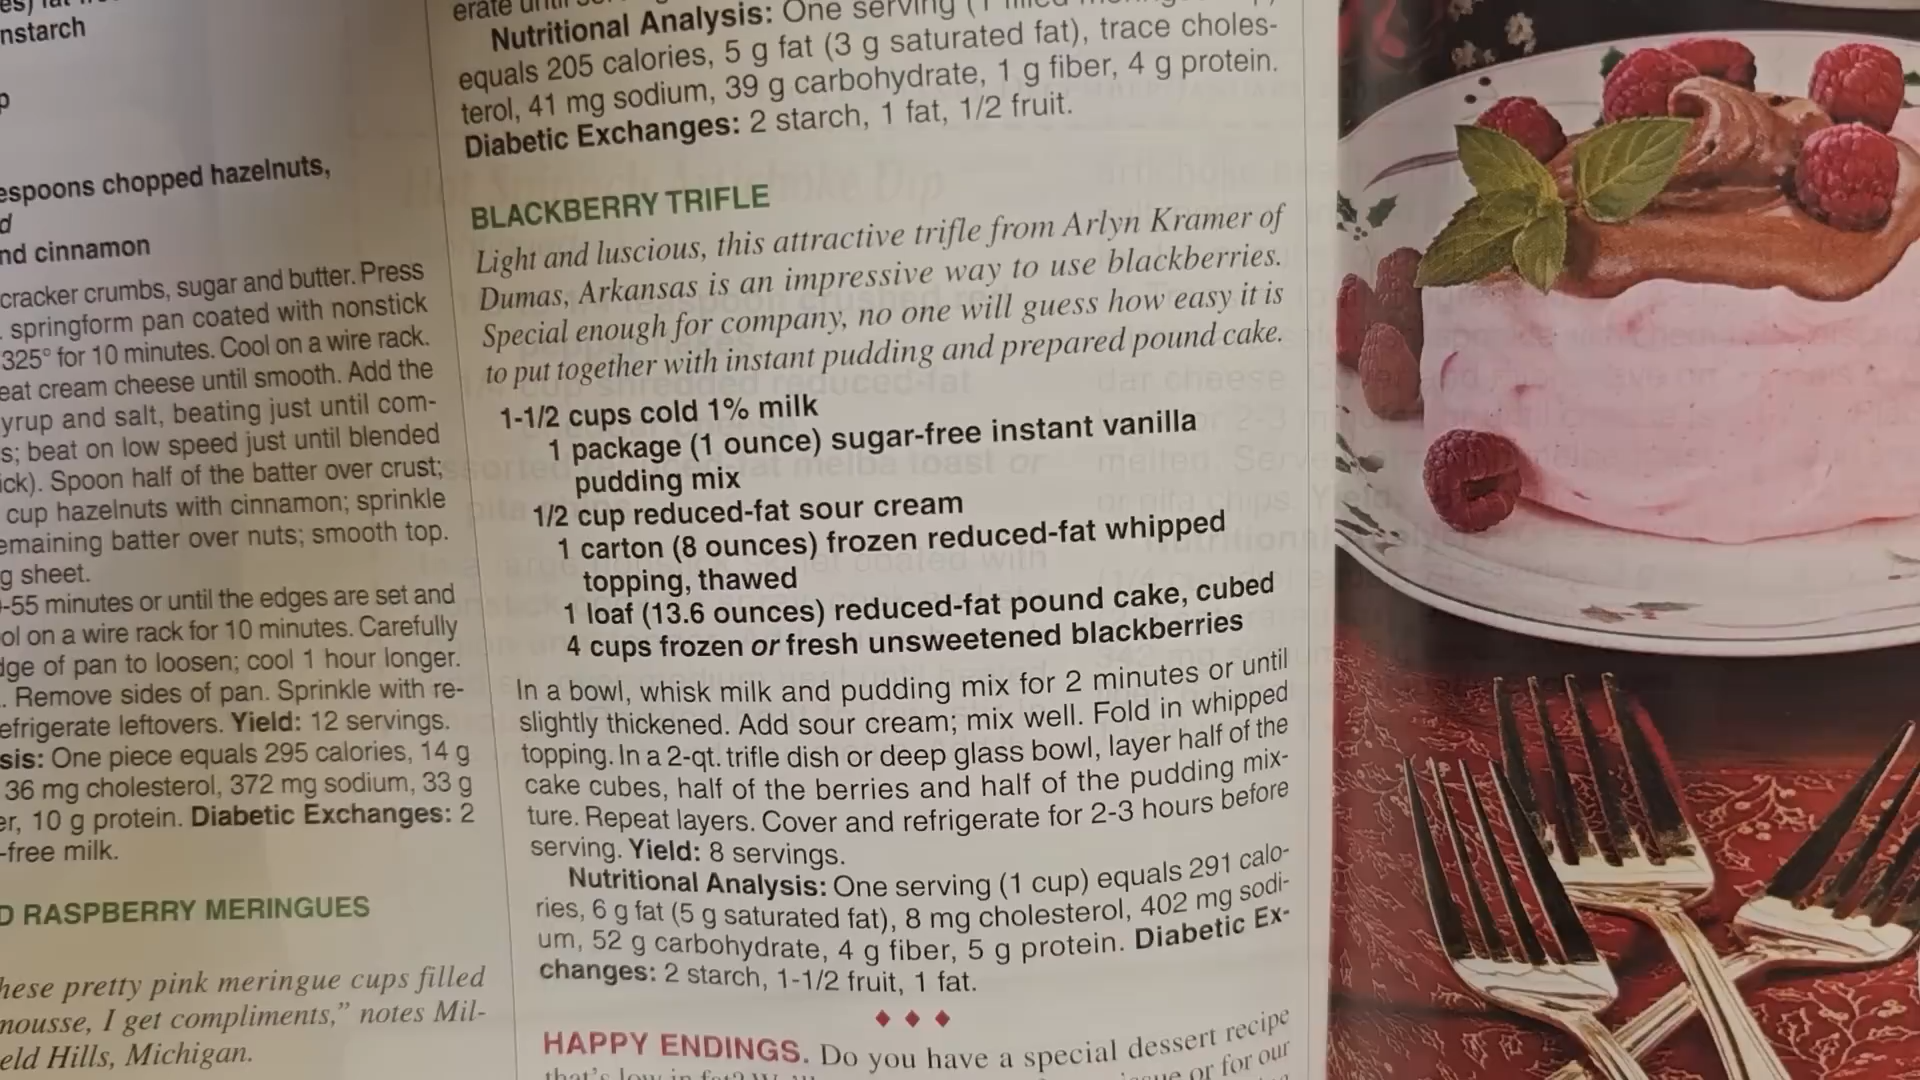 nstarch
espoons chopped hazelnuts,
d
nd cinnamon
cracker crumbs, sugar and butter. Press
springform pan coated with nonstick
325° for 10 minutes. Cool on a wire rack.
eat cream cheese until smooth. Add the
yrup and salt, beating just until com-
s; beat on low speed just until blended
ick). Spoon half of the batter over crust;
cup hazelnuts with cinnamon; sprinkle
emaining batter over nuts; smooth top.
g sheet.
-55 minutes or until the edges are set and
ol on a wire rack for 10 minutes. Carefully
dge of pan to loosen; cool 1 hour longer.
. Remove sides of pan. Sprinkle with re-
efrigerate leftovers. Yield: 12 servings.
sis: One piece equals 295 calories, 14 g
36 mg cholesterol, 372 mg sodium, 33 g
er, 10 g protein. Diabetic Exchanges: 2
-free milk.
D RASPBERRY MERINGUES
hese pretty pink meringue cups filled
mousse, I get compliments,” notes Mil-
eld Hills, Michigan.
Nutritional Analysis: One serving
equals 205 calories, 5 g fat (3 g saturated fat), trace choles-
terol, 41 mg sodium, 39 g carbohydrate, 1 g fiber, 4 g protein.
Diabetic Exchanges: 2 starch, 1 fat, 1/2 fruit.
BLACKBERRY TRIFLE
Light and luscious, this attractive trifle from Arlyn Kramer of
Dumas, Arkansas is an impressive way to use blackberries.
Special enough for company, no one will guess how easy it is
to put together with instant pudding and prepared pound cake.
1-1/2 cups cold 1% milk
1 package (1 ounce) sugar-free instant vanilla
pudding mix
1/2 cup reduced-fat sour cream
1 carton (8 ounces) frozen reduced-fat whipped
topping, thawed
1 loaf (13.6 ounces) reduced-fat pound cake, cubed
4 cups frozen or fresh unsweetened blackberries
In a bowl, whisk milk and pudding mix for 2 minutes or until
slightly thickened. Add sour cream; mix well. Fold in whipped
topping. In a 2-qt. trifle dish or deep glass bowl, layer half of the
cake cubes, half of the berries and half of the pudding mix-
ture. Repeat layers. Cover and refrigerate for 2-3 hours before
serving. Yield: 8 servings.
Nutritional Analysis: One serving (1 cup) equals 291 calo-
ries, 6 g fat (5 g saturated fat), 8 mg cholesterol, 402 mg sodi-
um, 52 g carbohydrate, 4 g fiber, 5 g protein. Diabetic Ex-
changes: 2 starch, 1-1/2 fruit, 1 fat.
HAPPY ENDINGS. Do you have a special dessert recipe
or for our